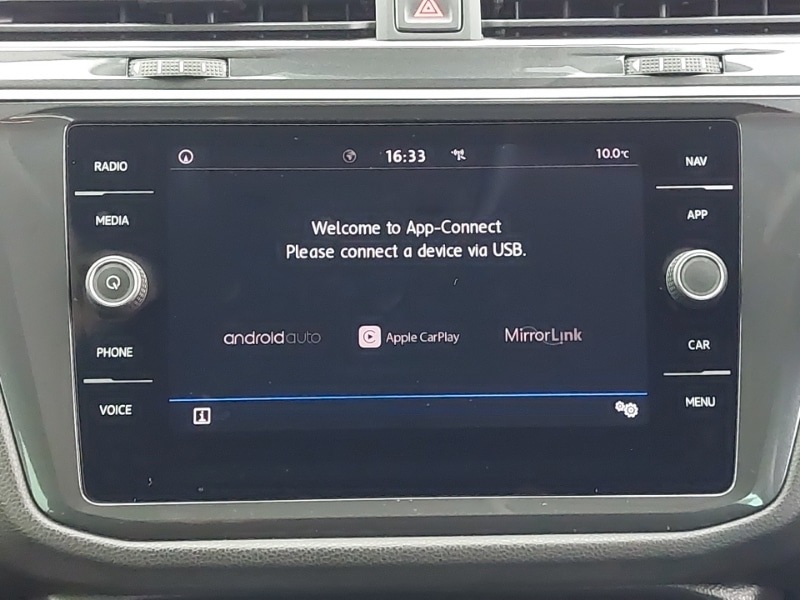 RADIO
MEDIA
PHONE
VOICE
16:33
10.0°C
Welcome to App-Connect
Please connect a device via USB.
androidauto
Apple CarPlay
MirrorLink
i
NAV
APP
CAR
MENU